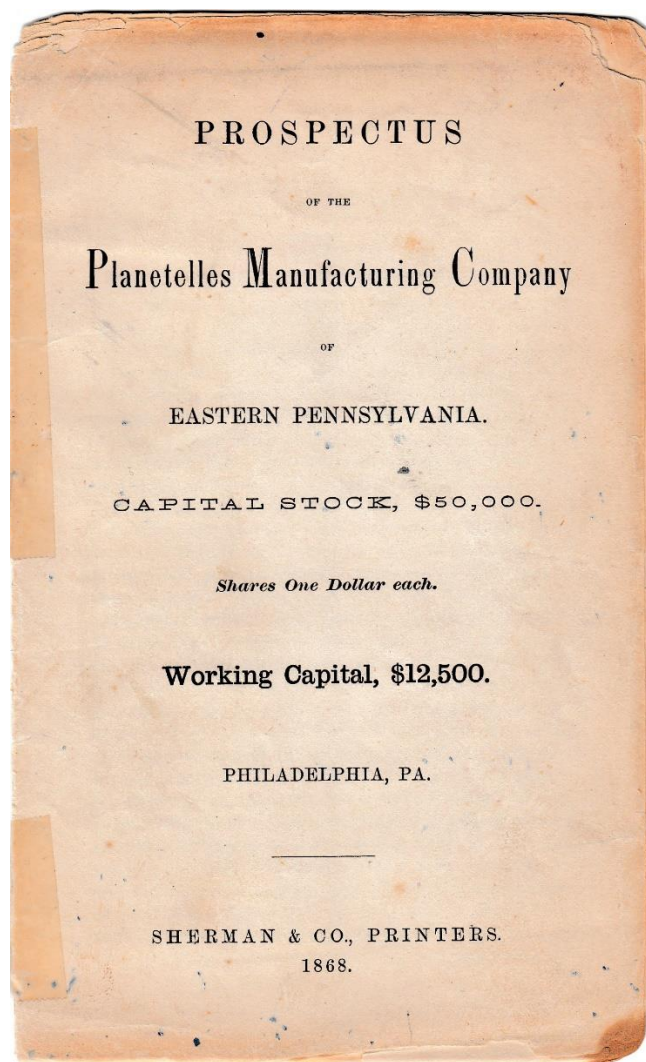 PROSPECTUS
OF THE
Planetelles Manufacturing Company
OF
EASTERN PENNSYLVANIA.
CAPITAL STOCK, $50,000.
Shares One Dollar each.
Working Capital, $12,500.
PHILADELPHIA, PA.
SHERMAN & CO., PRINTERS.
1868.